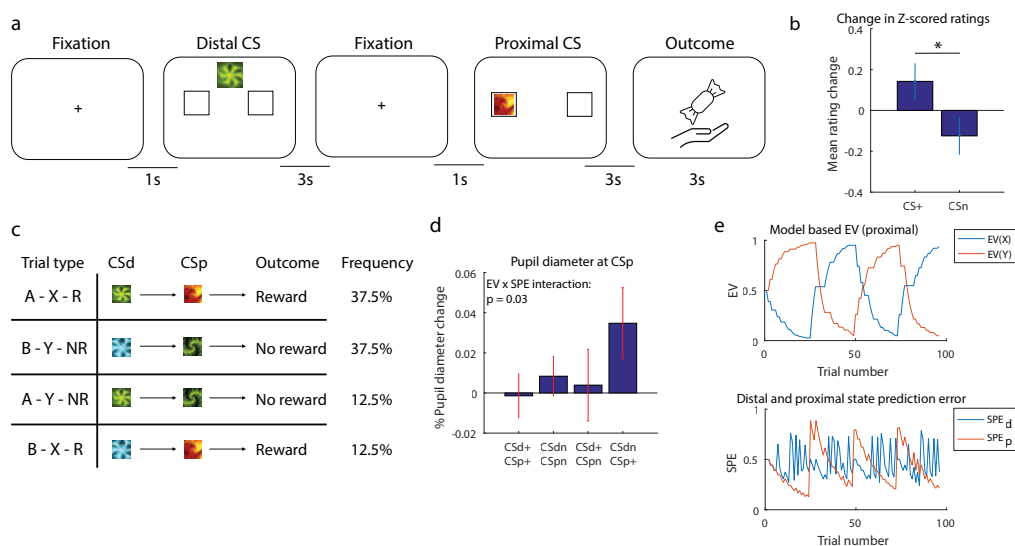 a
Fixation
Distal CS
Fixation
Proximal CS
Outcome
+
+
1s
3s
1s
3s
3s
b
Change in Z-scored ratings
Mean rating change
0.4
0.2
0
-0.2
-0.4
*
CS+
CSn
c
Trial type CSd CSp Outcome Frequency
A - X - R Reward 37.5%
B - Y - NR No reward 37.5%
A - Y - NR No reward 12.5%
B - X - R Reward 12.5%
d
Pupil diameter at CSp
EV x SPE interaction:
p = 0.03
% Pupil diameter change
0.06
0.04
0.02
0
-0.02
CSd+ CSdn CSd+ CSdn
CSp+ CSpn CSpn CSp+
e
Model based EV (proximal)
EV(X)
EV(Y)
EV
1
0.5
0
0 50 100
Trial number
Distal and proximal state prediction error
SPE d
SPE p
SPE
1
0.5
0
0 50 100
Trial number